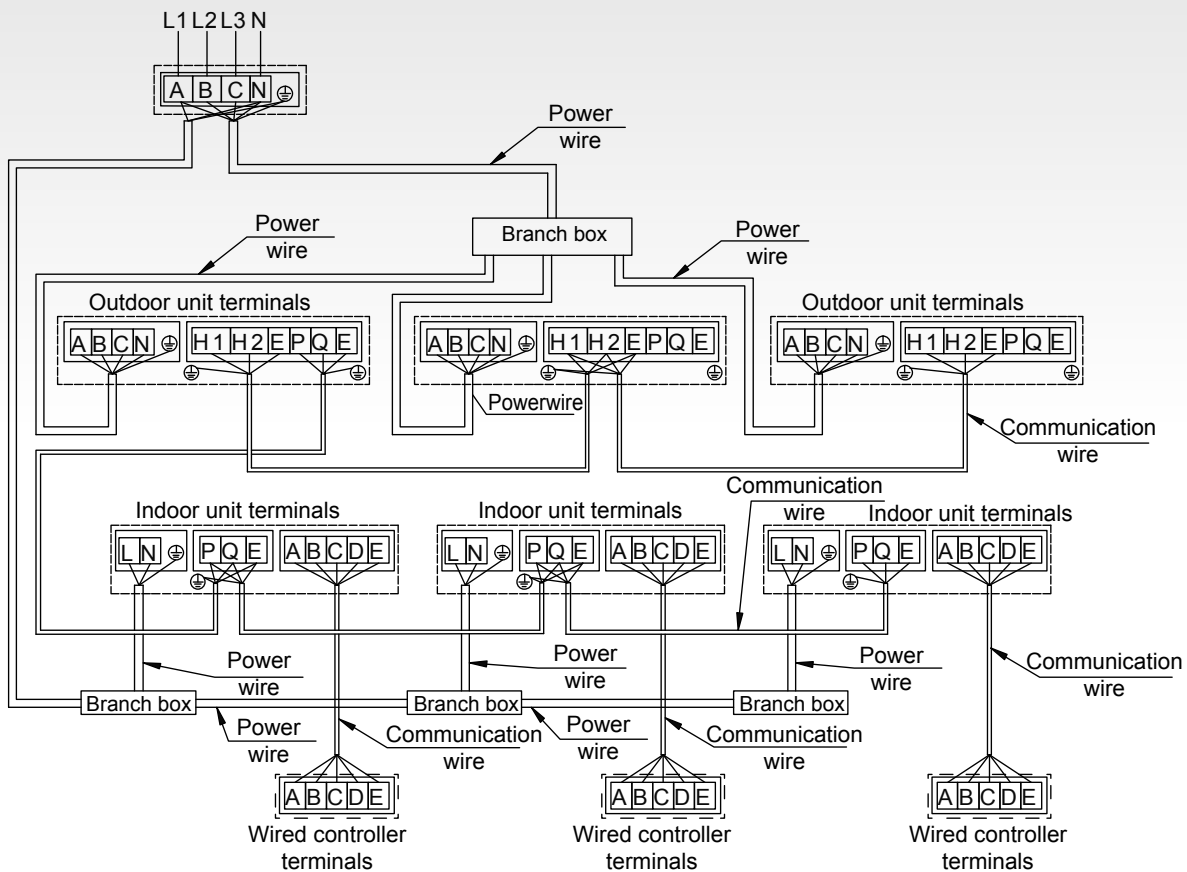 L1 L2 L3 N
A B C N
Power
wire
Branch box
Power
wire
Power
wire
Outdoor unit terminals
Outdoor unit terminals
A B C N H1 H2 E P Q E
A B C N H1 H2 E P Q E
A B C N H1 H2 E P Q E
Powerwire
Communication
wire
Communication
wire
Indoor unit terminals
Indoor unit terminals
Indoor unit terminals
L N P Q E A B C D E
L N P Q E A B C D E
L N P Q E A B C D E
Power
wire
Power
wire
Power
wire
Communication
wire
Branch box
Branch box
Branch box
Power
wire
Communication
wire
Power
wire
Communication
wire
A B C D E
A B C D E
A B C D E
Wired controller
terminals
Wired controller
terminals
Wired controller
terminals